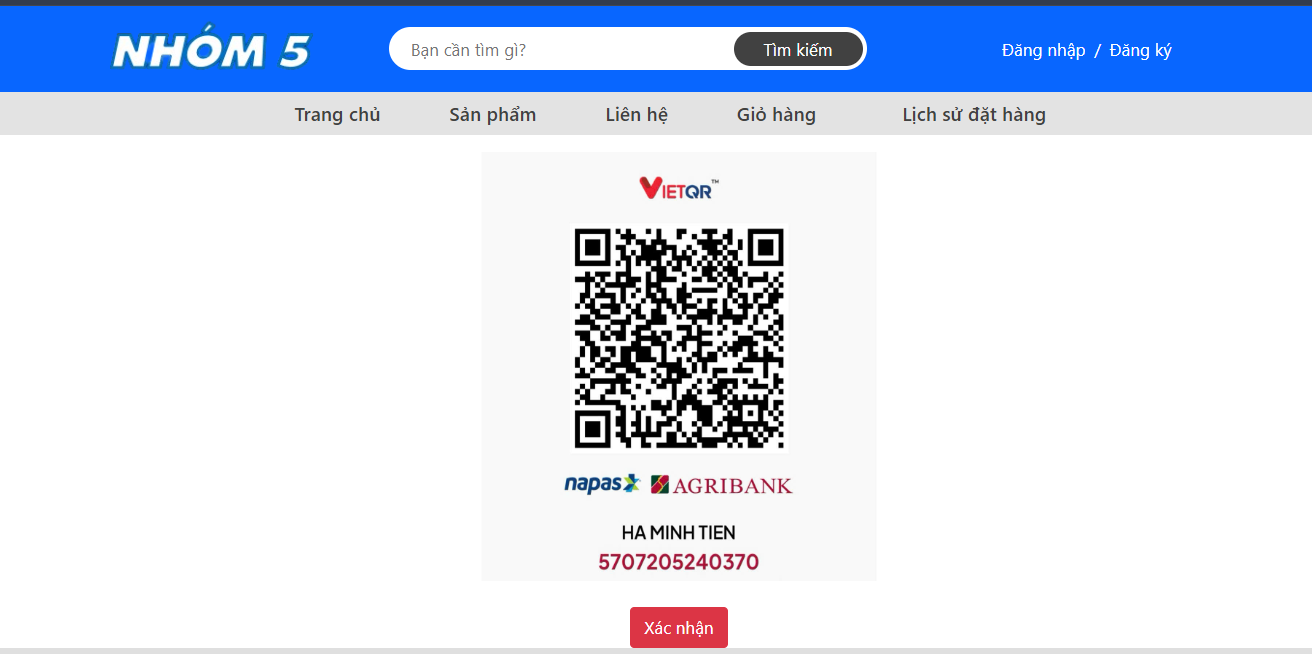 NHÓM 5
Bạn cần tìm gì?
Tìm kiếm
Đăng nhập / Đăng ký
Trang chủ
Sản phẩm
Liên hệ
Giỏ hàng
Lịch sử đặt hàng
VIETQR™
napas
AGRIBANK
HA MINH TIEN
5707205240370
Xác nhận